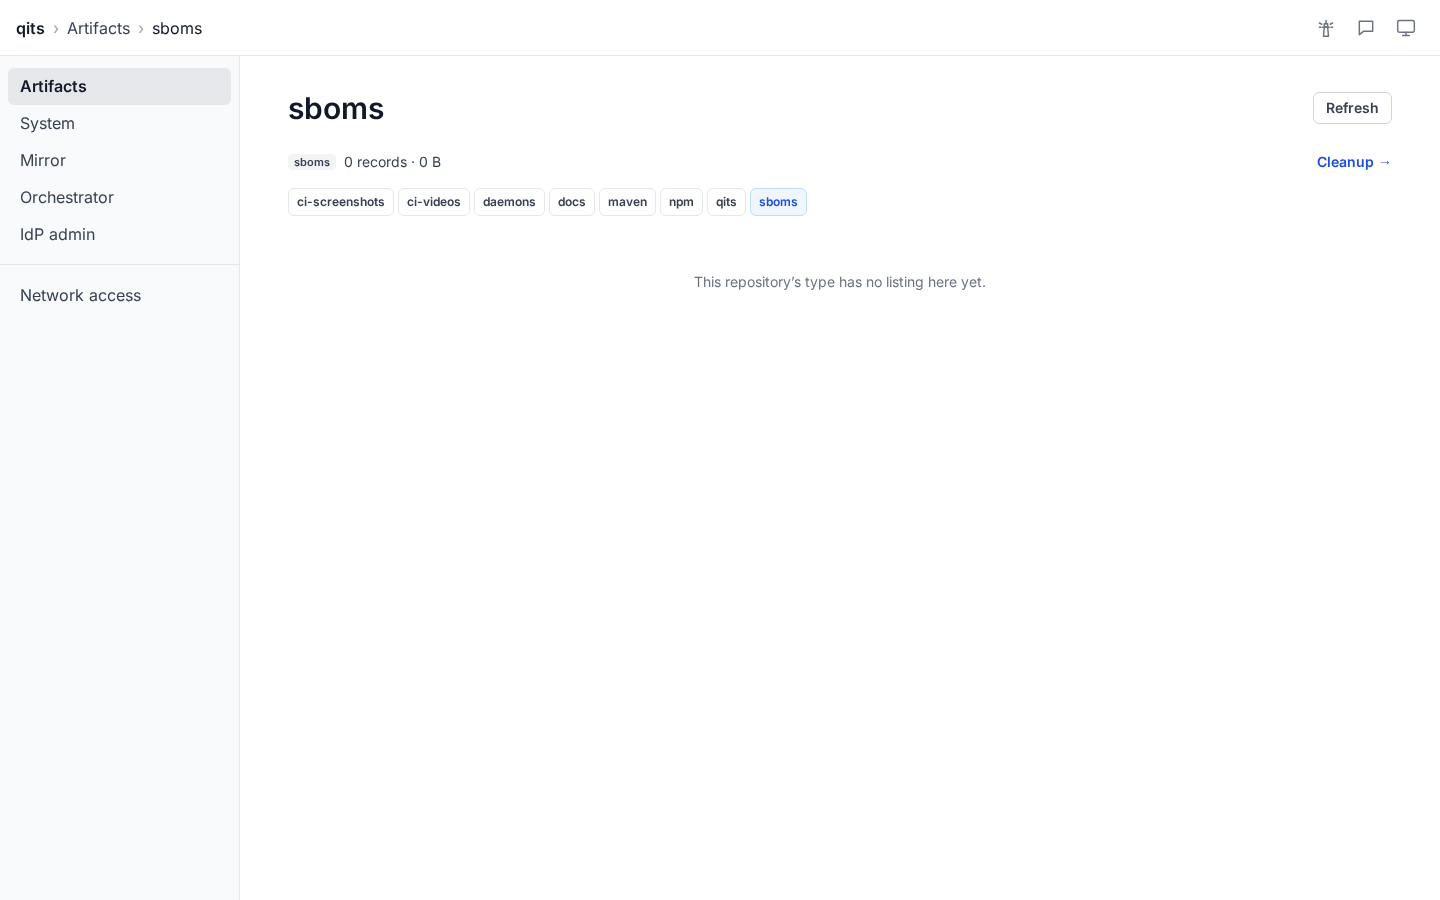 qits › Artifacts › sboms
Artifacts
System
Mirror
Orchestrator
IdP admin
Network access
sboms
Refresh
sboms 0 records · 0 B
Cleanup →
ci-screenshots ci-videos daemons docs maven npm qits sboms
This repository’s type has no listing here yet.